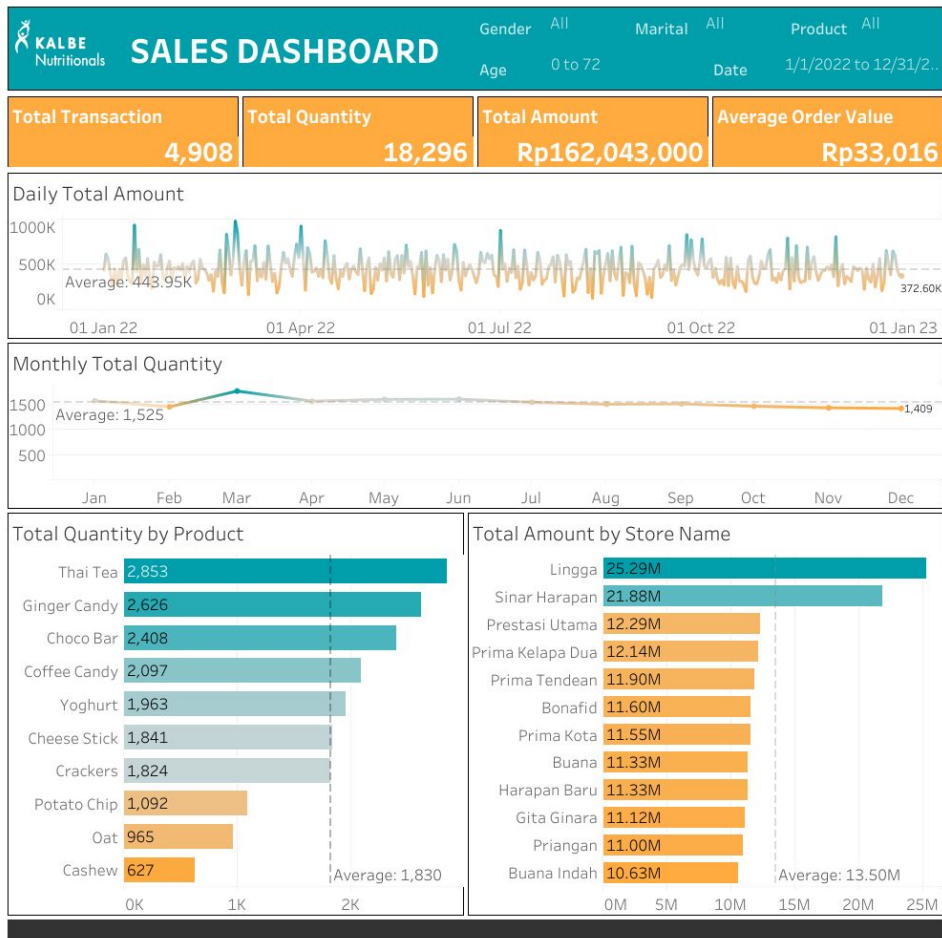 KALBE
Nutritionals
SALES DASHBOARD
Gender All
Marital All
Product All
Age 0 to 72
Date 1/1/2022 to 12/31/2..
Total Transaction
4,908
Total Quantity
18,296
Total Amount
Rp162,043,000
Average Order Value
Rp33,016
Daily Total Amount
1000K
500K
0K
Average: 443.95K
372.60K
01 Jan 22
01 Apr 22
01 Jul 22
01 Oct 22
01 Jan 23
Monthly Total Quantity
1500
1000
500
Average: 1,525
1,409
Jan
Feb
Mar
Apr
May
Jun
Jul
Aug
Sep
Oct
Nov
Dec
Total Quantity by Product
Thai Tea 2,853
Ginger Candy 2,626
Choco Bar 2,408
Coffee Candy 2,097
Yoghurt 1,963
Cheese Stick 1,841
Crackers 1,824
Potato Chip 1,092
Oat 965
Cashew 627
Average: 1,830
0K
1K
2K
Total Amount by Store Name
Lingga 25.29M
Sinar Harapan 21.88M
Prestasi Utama 12.29M
Prima Kelapa Dua 12.14M
Prima Tendean 11.90M
Bonafid 11.60M
Prima Kota 11.55M
Buana 11.33M
Harapan Baru 11.33M
Gita Ginara 11.12M
Priangan 11.00M
Buana Indah 10.63M
Average: 13.50M
0M
5M
10M
15M
20M
25M